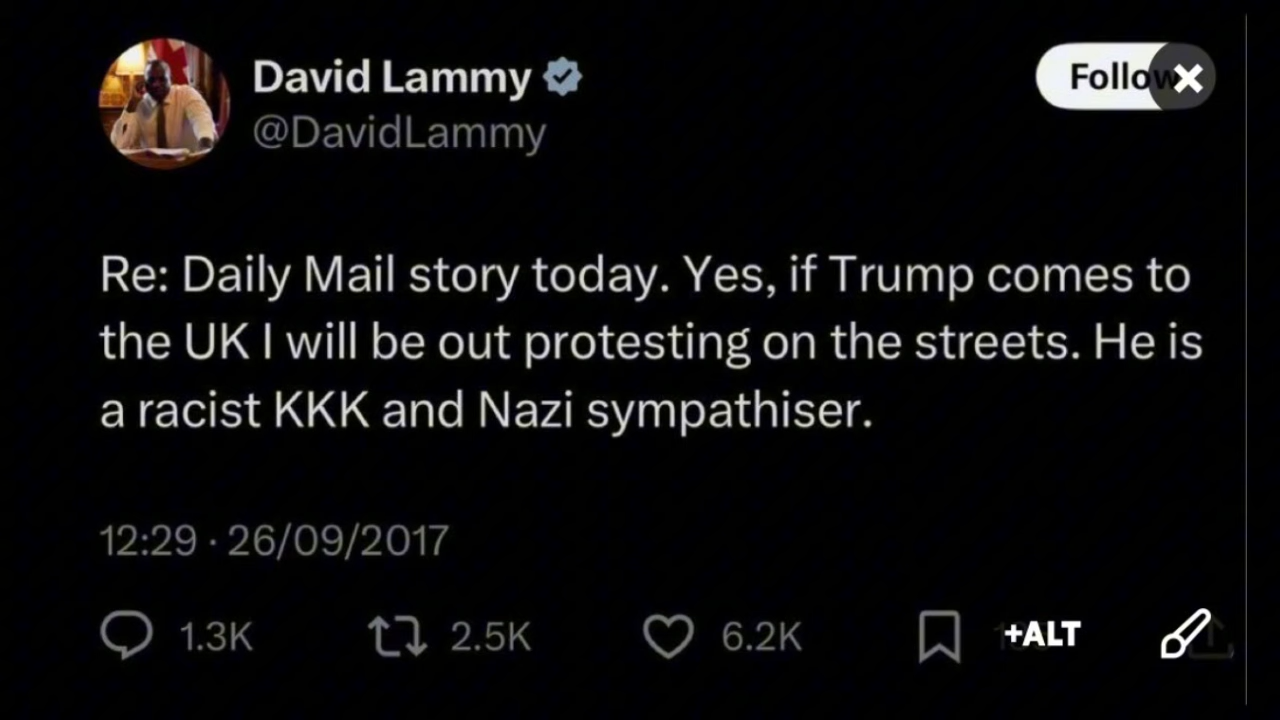 David Lammy
@DavidLammy
Follow
Re: Daily Mail story today. Yes, if Trump comes to
the UK I will be out protesting on the streets. He is
a racist KKK and Nazi sympathiser.
12:29 · 26/09/2017
1.3K 2.5K 6.2K +ALT